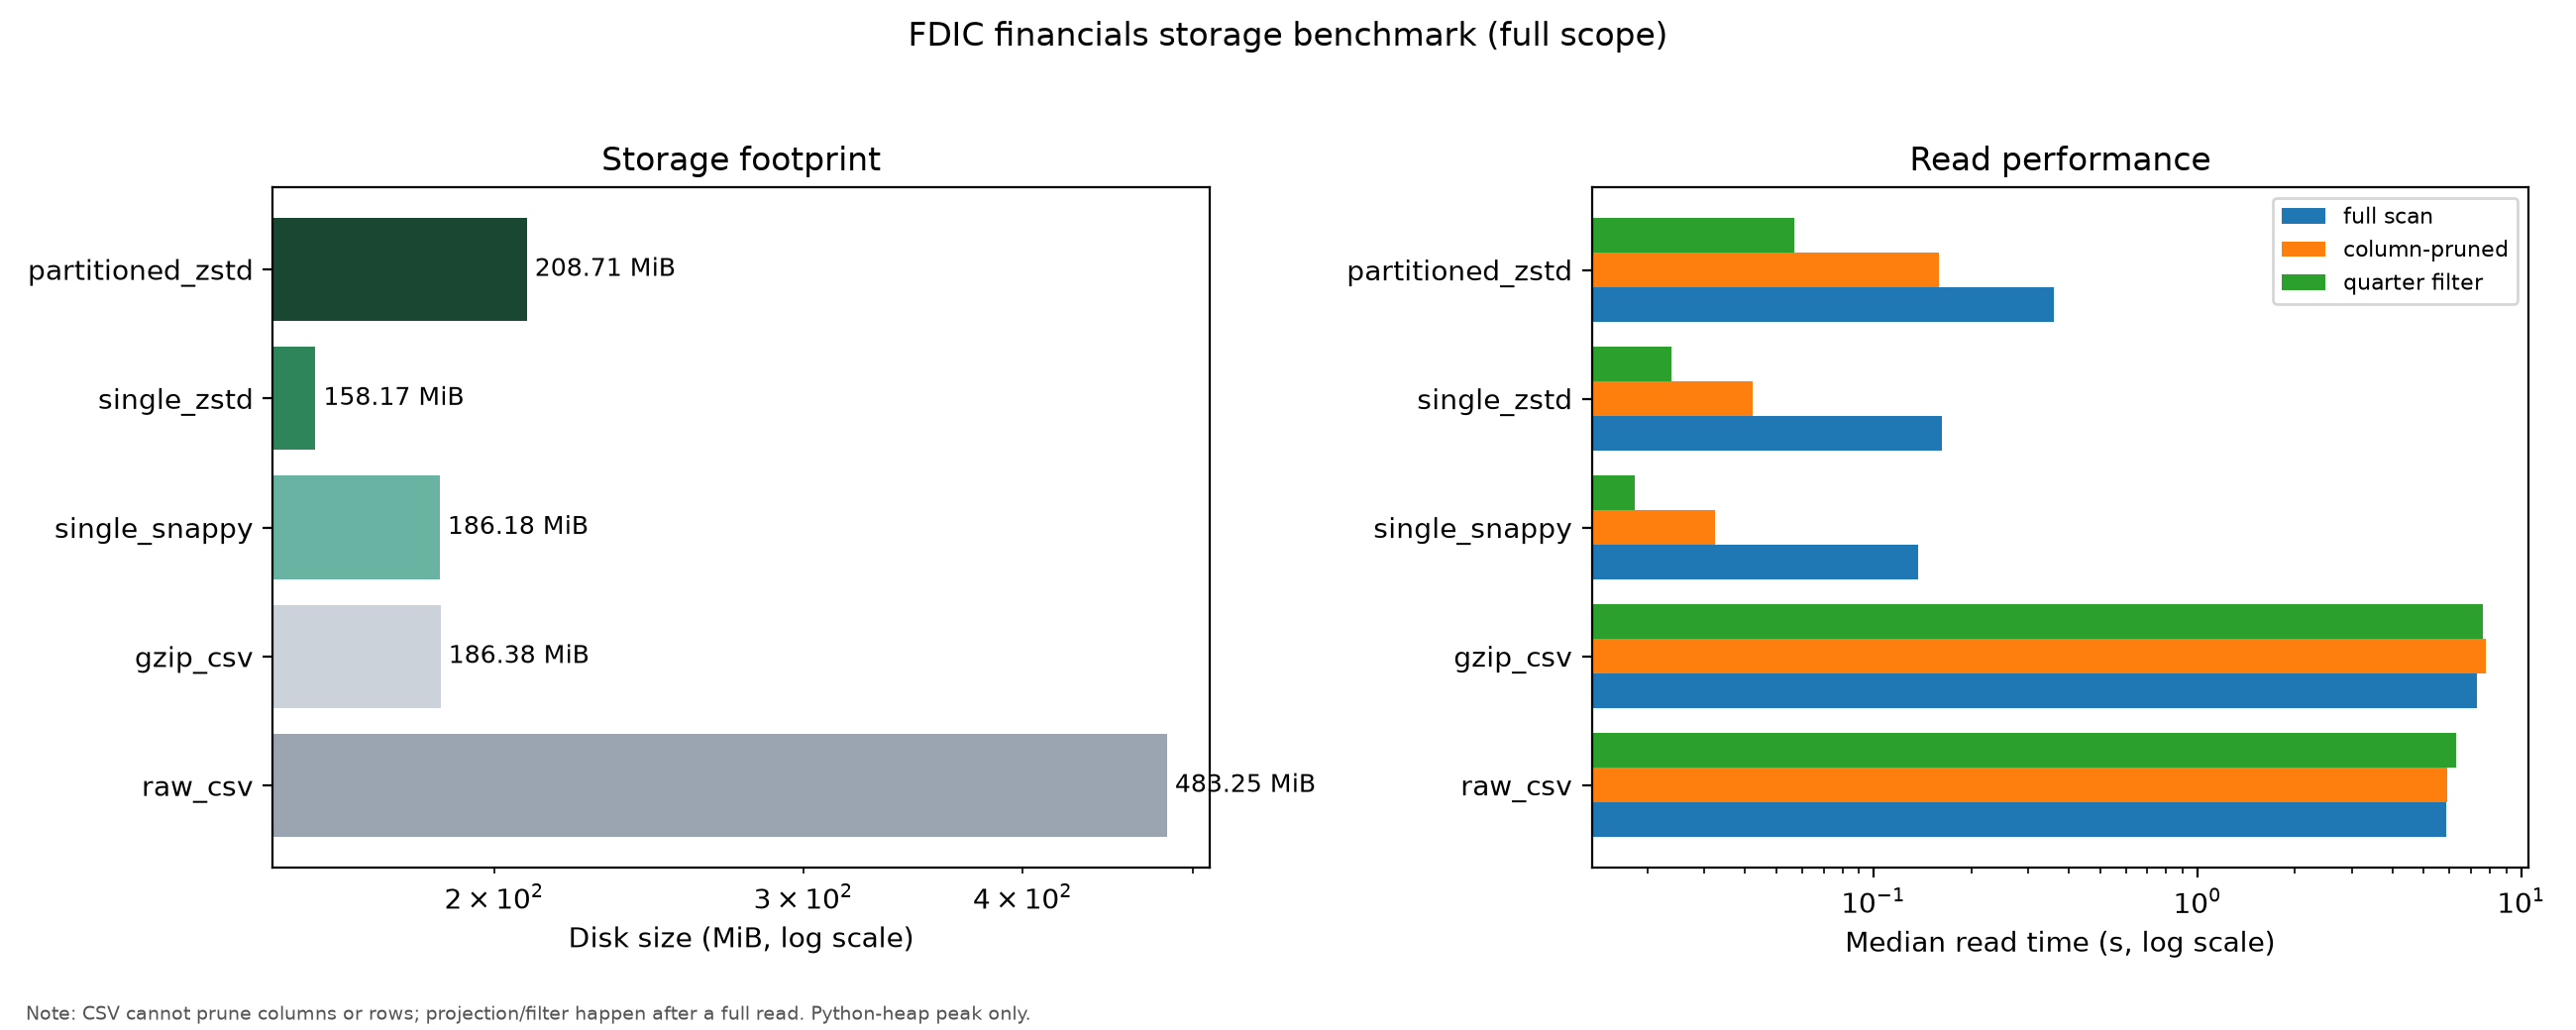 FDIC financials storage benchmark (full scope)
Storage footprint
partitioned_zstd
208.71 MiB
single_zstd
158.17 MiB
single_snappy
186.18 MiB
gzip_csv
186.38 MiB
raw_csv
483.25 MiB
2 × 10² 3 × 10² 4 × 10²
Disk size (MiB, log scale)
Read performance
full scan
column-pruned
quarter filter
partitioned_zstd
single_zstd
single_snappy
gzip_csv
raw_csv
10⁻¹ 10⁰ 10¹
Median read time (s, log scale)
Note: CSV cannot prune columns or rows; projection/filter happen after a full read. Python-heap peak only.